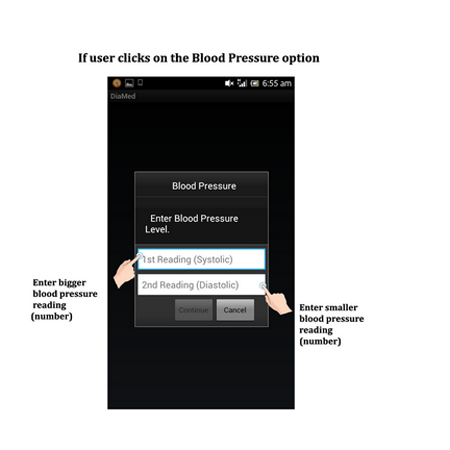 If user clicks on the Blood Pressure option
6:55 am
DiaMed
Blood Pressure
Enter Blood Pressure
Level.
1st Reading (Systolic)
2nd Reading (Diastolic)
Continue Cancel
Enter bigger
blood pressure
reading
(number)
Enter smaller
blood pressure
reading
(number)